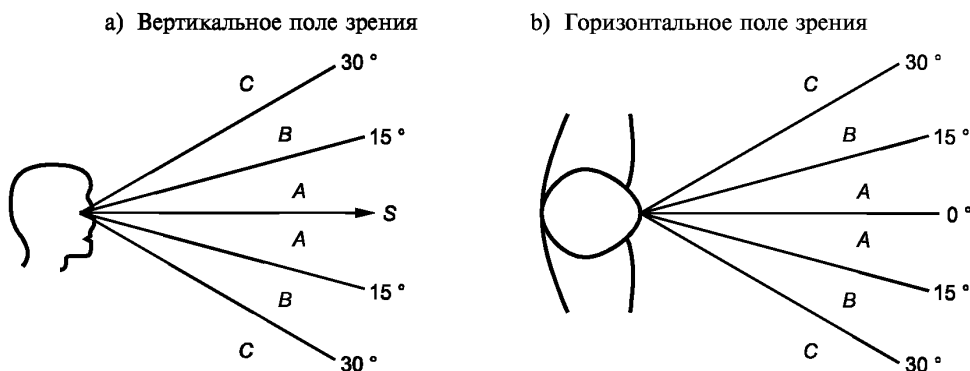 a) Вертикальное поле зрения
b) Горизонтальное поле зрения
C
30 °
B
15 °
A
S
A
15 °
B
C
30 °
30 °
C
B
15 °
A
0 °
A
15 °
B
C
30 °